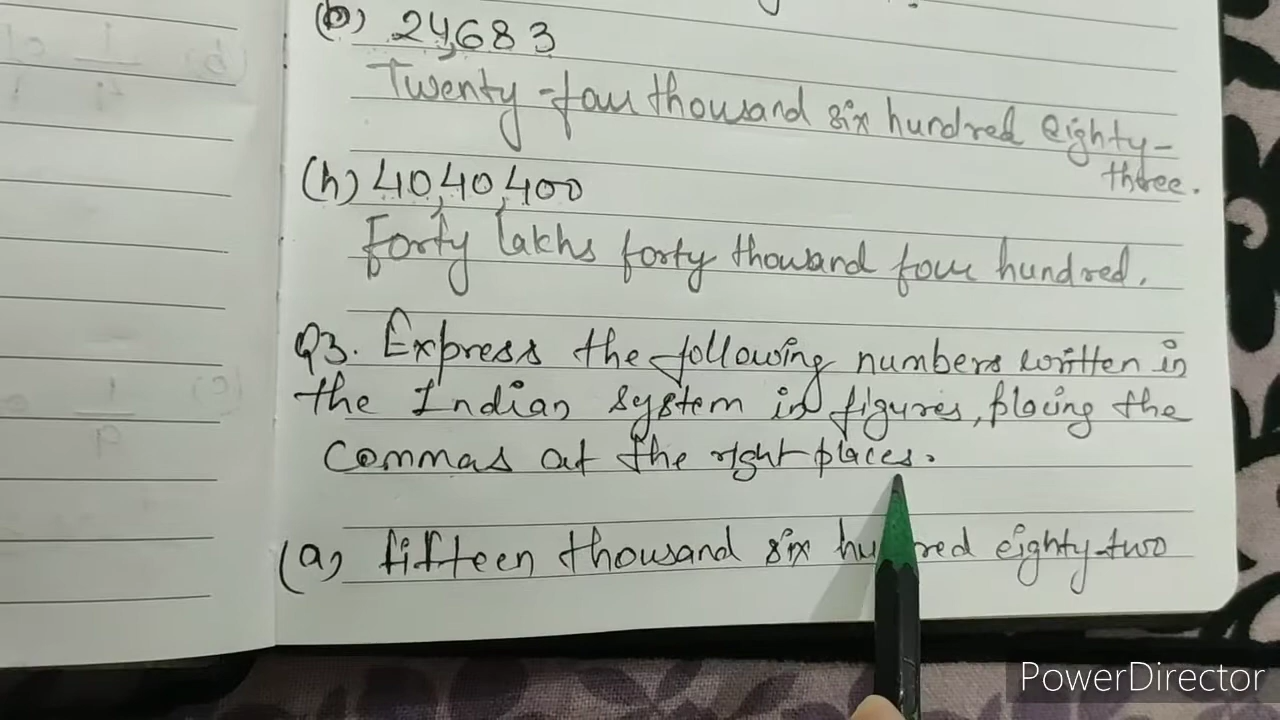 (b) 24,683
Twenty-four thousand six hundred eighty-
three.
(h) 40,40,400
Forty lakhs forty thousand four hundred.
Q3. Express the following numbers written in
the Indian system in figures, placing the
commas at the right places.
(a) fifteen thousand six hundred eighty-two
PowerDirector